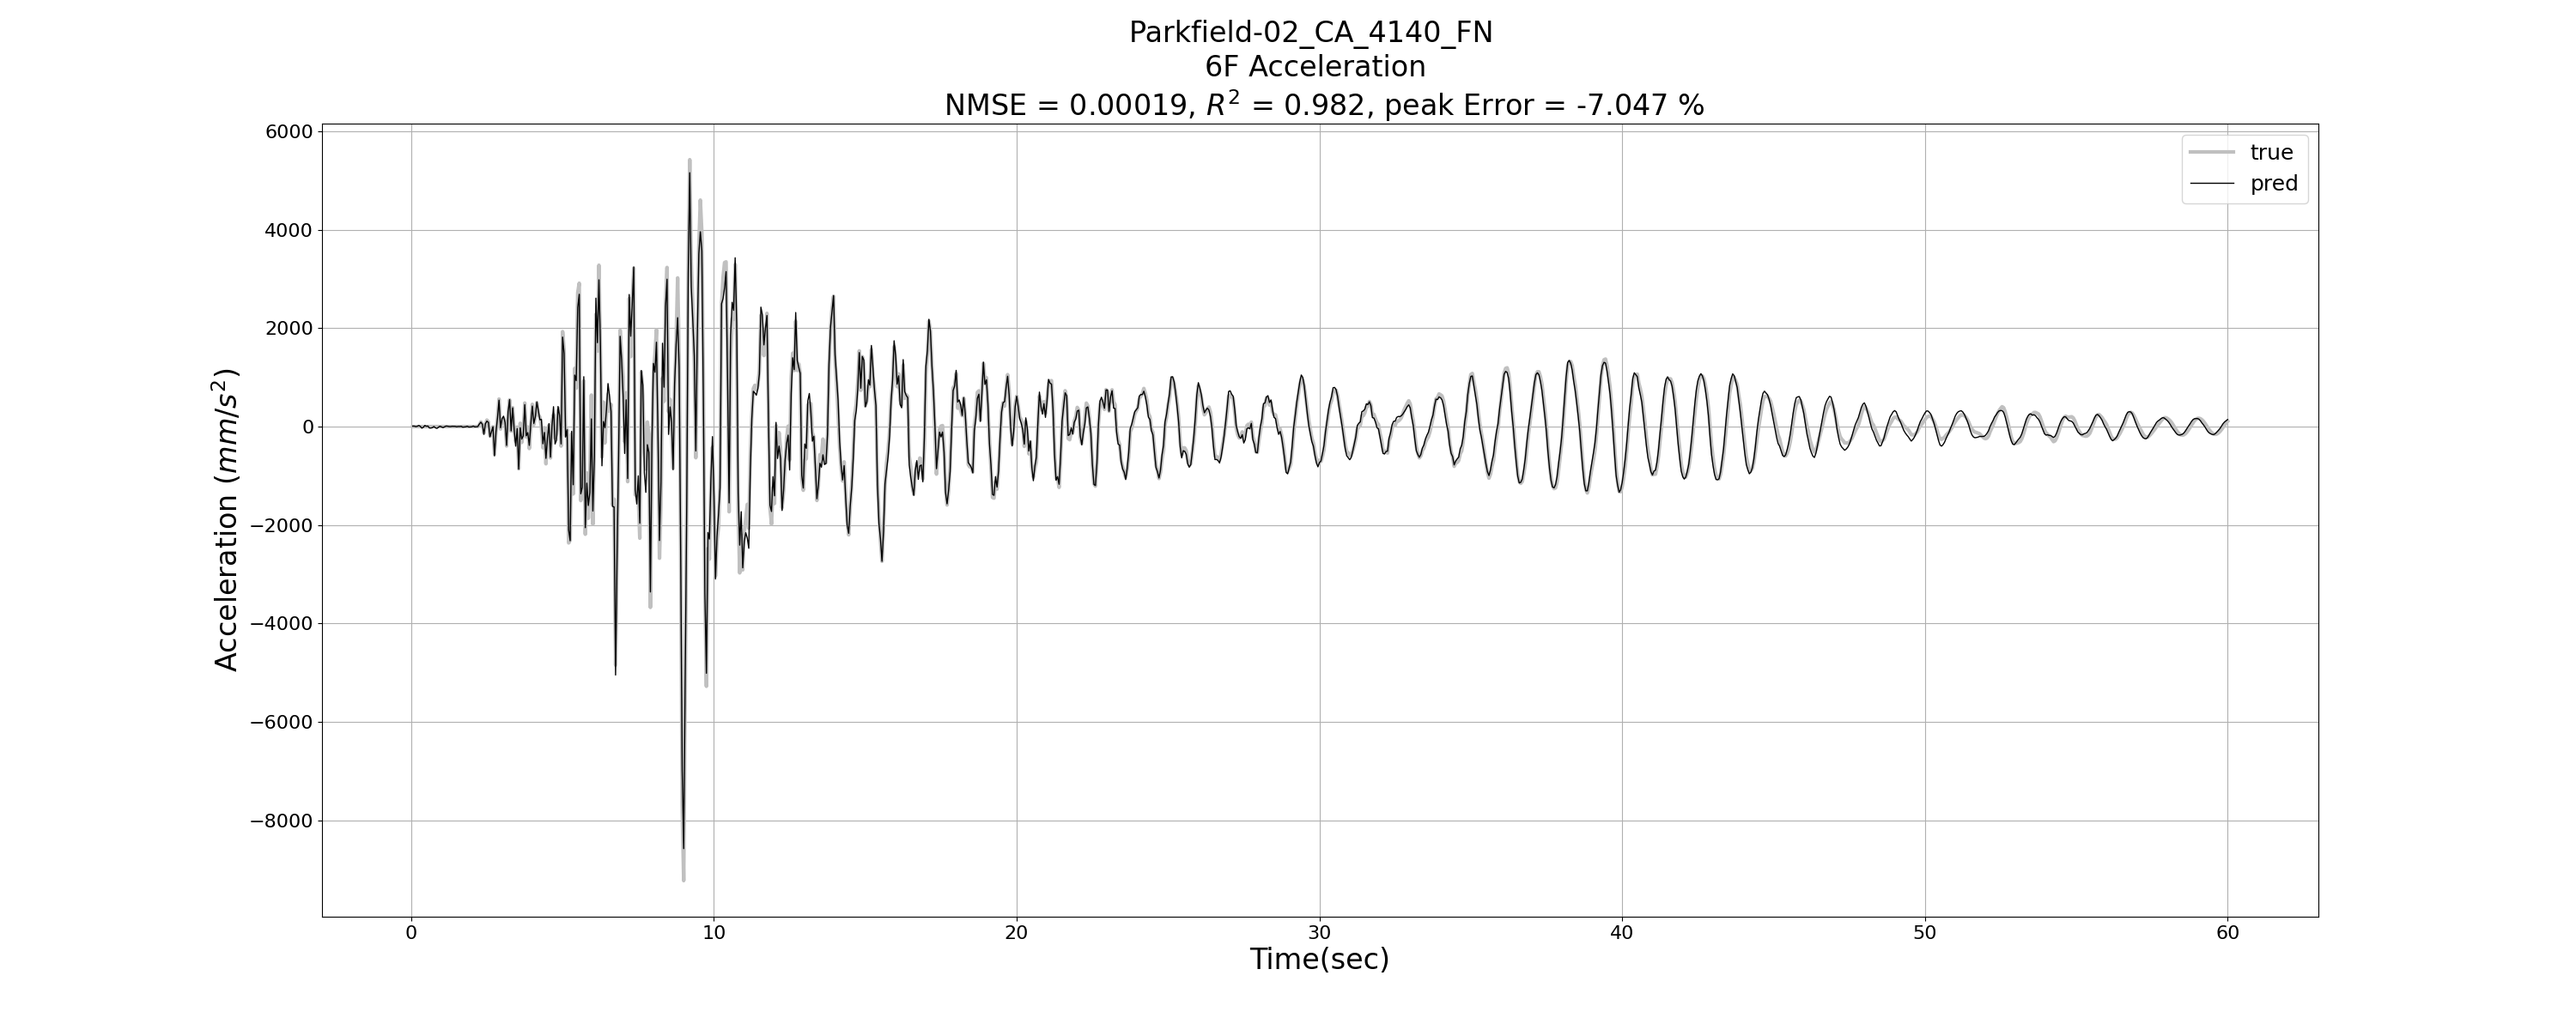 Parkfield-02_CA_4140_FN
6F Acceleration
NMSE = 0.00019, R² = 0.982, peak Error = -7.047 %
6000
4000
2000
0
−2000
−4000
−6000
−8000
Acceleration (mm/s²)
true
pred
0 10 20 30 40 50 60
Time(sec)